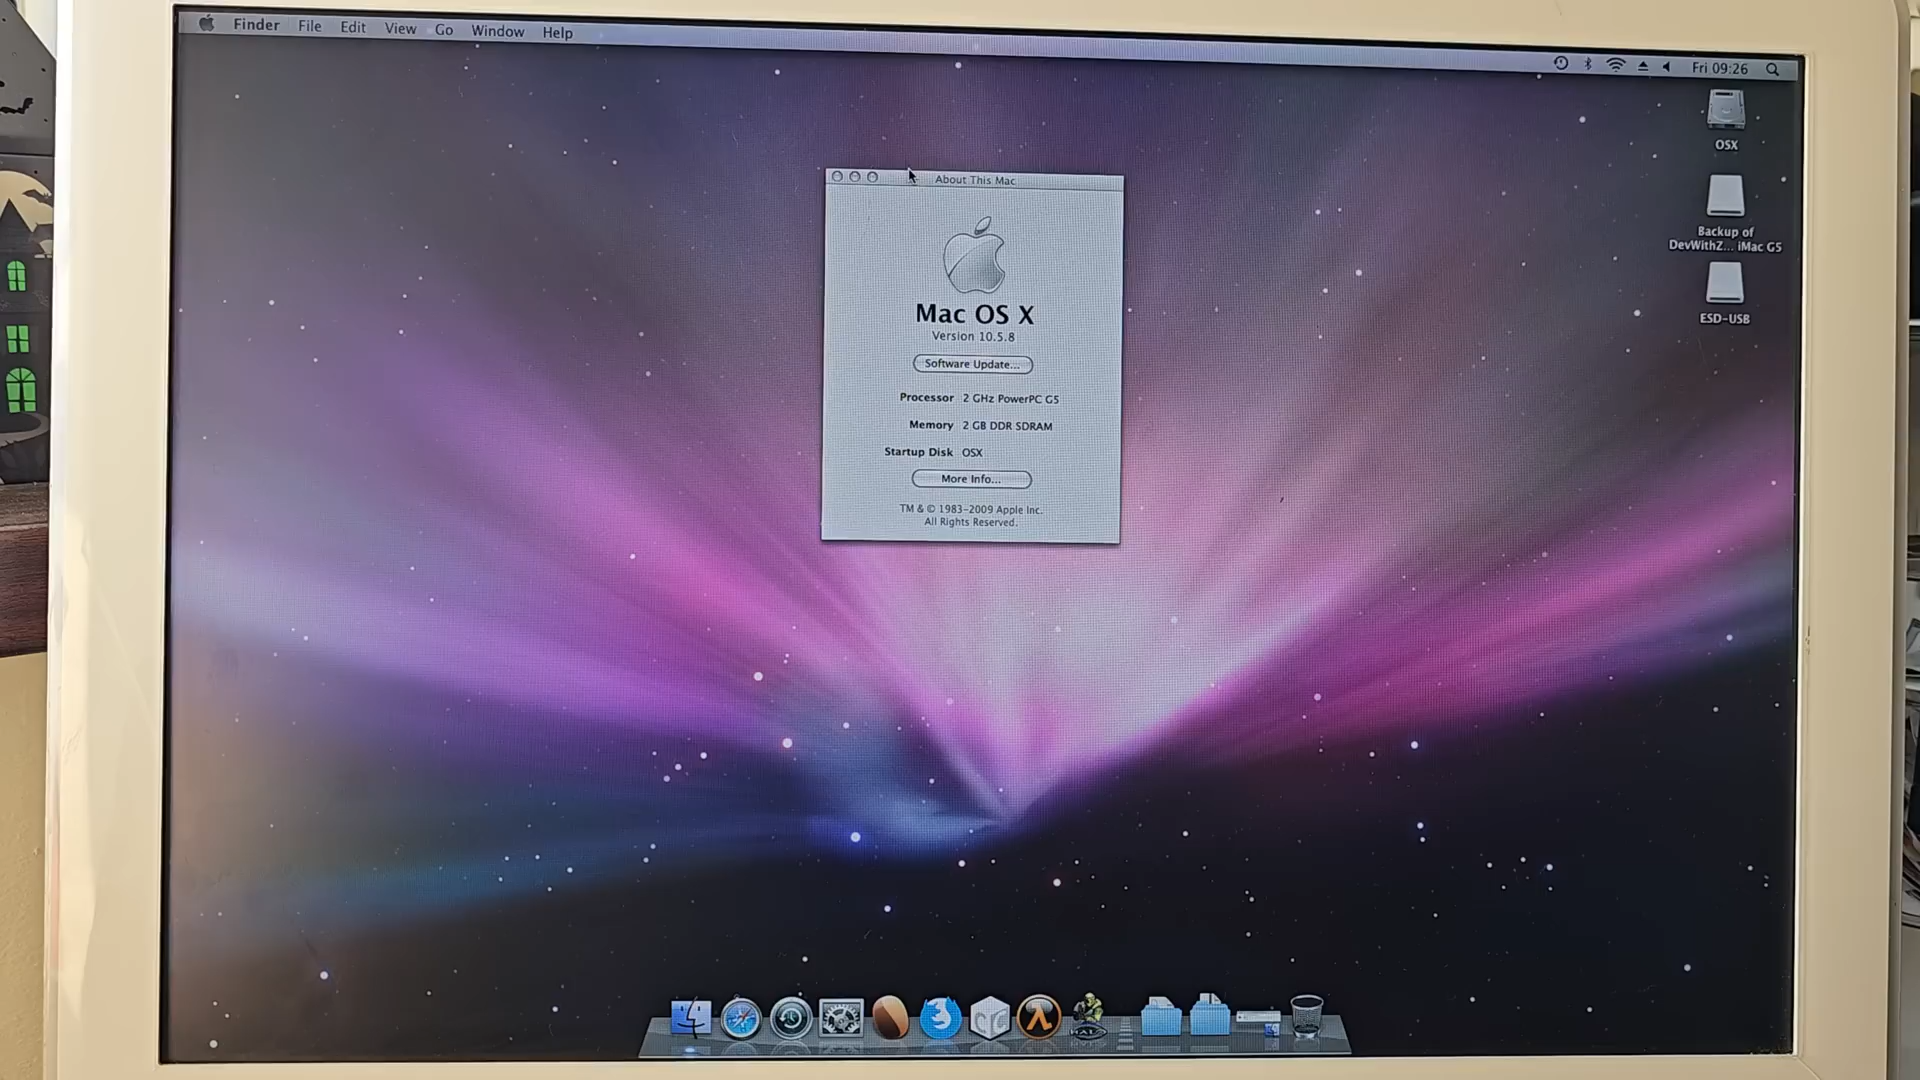 Finder File Edit View Go Window Help
Fri 09:26
OSX
Backup of
DevWithZ... iMac G5
ESD-USB
About This Mac
Mac OS X
Version 10.5.8
Software Update...
Processor 2 GHz PowerPC G5
Memory 2 GB DDR SDRAM
Startup Disk OSX
More Info...
TM & © 1983-2009 Apple Inc.
All Rights Reserved.
HALO